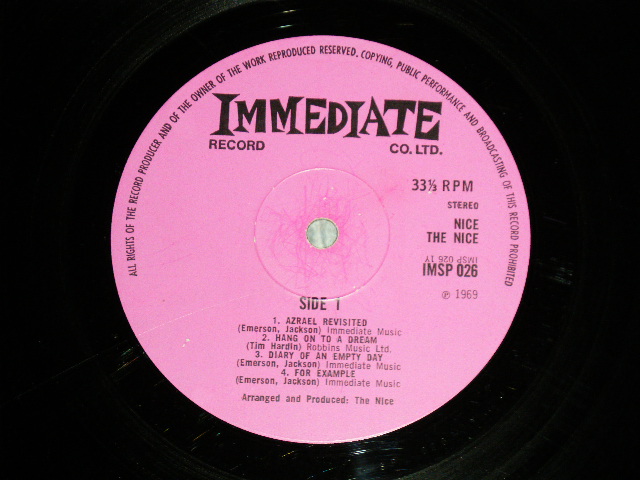 ALL RIGHTS OF THE RECORD PRODUCER AND OF THE OWNER OF THE WORK REPRODUCED RESERVED. COPYING, PUBLIC PERFORMANCE AND BROADCASTING OF THIS RECORD PROHIBITED
IMMEDIATE
RECORD CO. LTD.
33⅓ RPM
STEREO
NICE
THE NICE
IMSP 026 1Y
IMSP 026
℗ 1969
SIDE 1
1. AZRAEL REVISITED
(Emerson, Jackson) Immediate Music
2. HANG ON TO A DREAM
(Tim Hardin) Robbins Music Ltd.
3. DIARY OF AN EMPTY DAY
(Emerson, Jackson) Immediate Music
4. FOR EXAMPLE
(Emerson, Jackson) Immediate Music
Arranged and Produced: The Nice